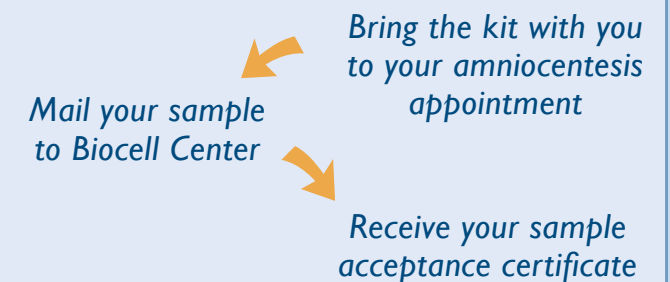 Bring the kit with you
to your amniocentesis
appointment
Mail your sample
to Biocell Center
Receive your sample
acceptance certificate